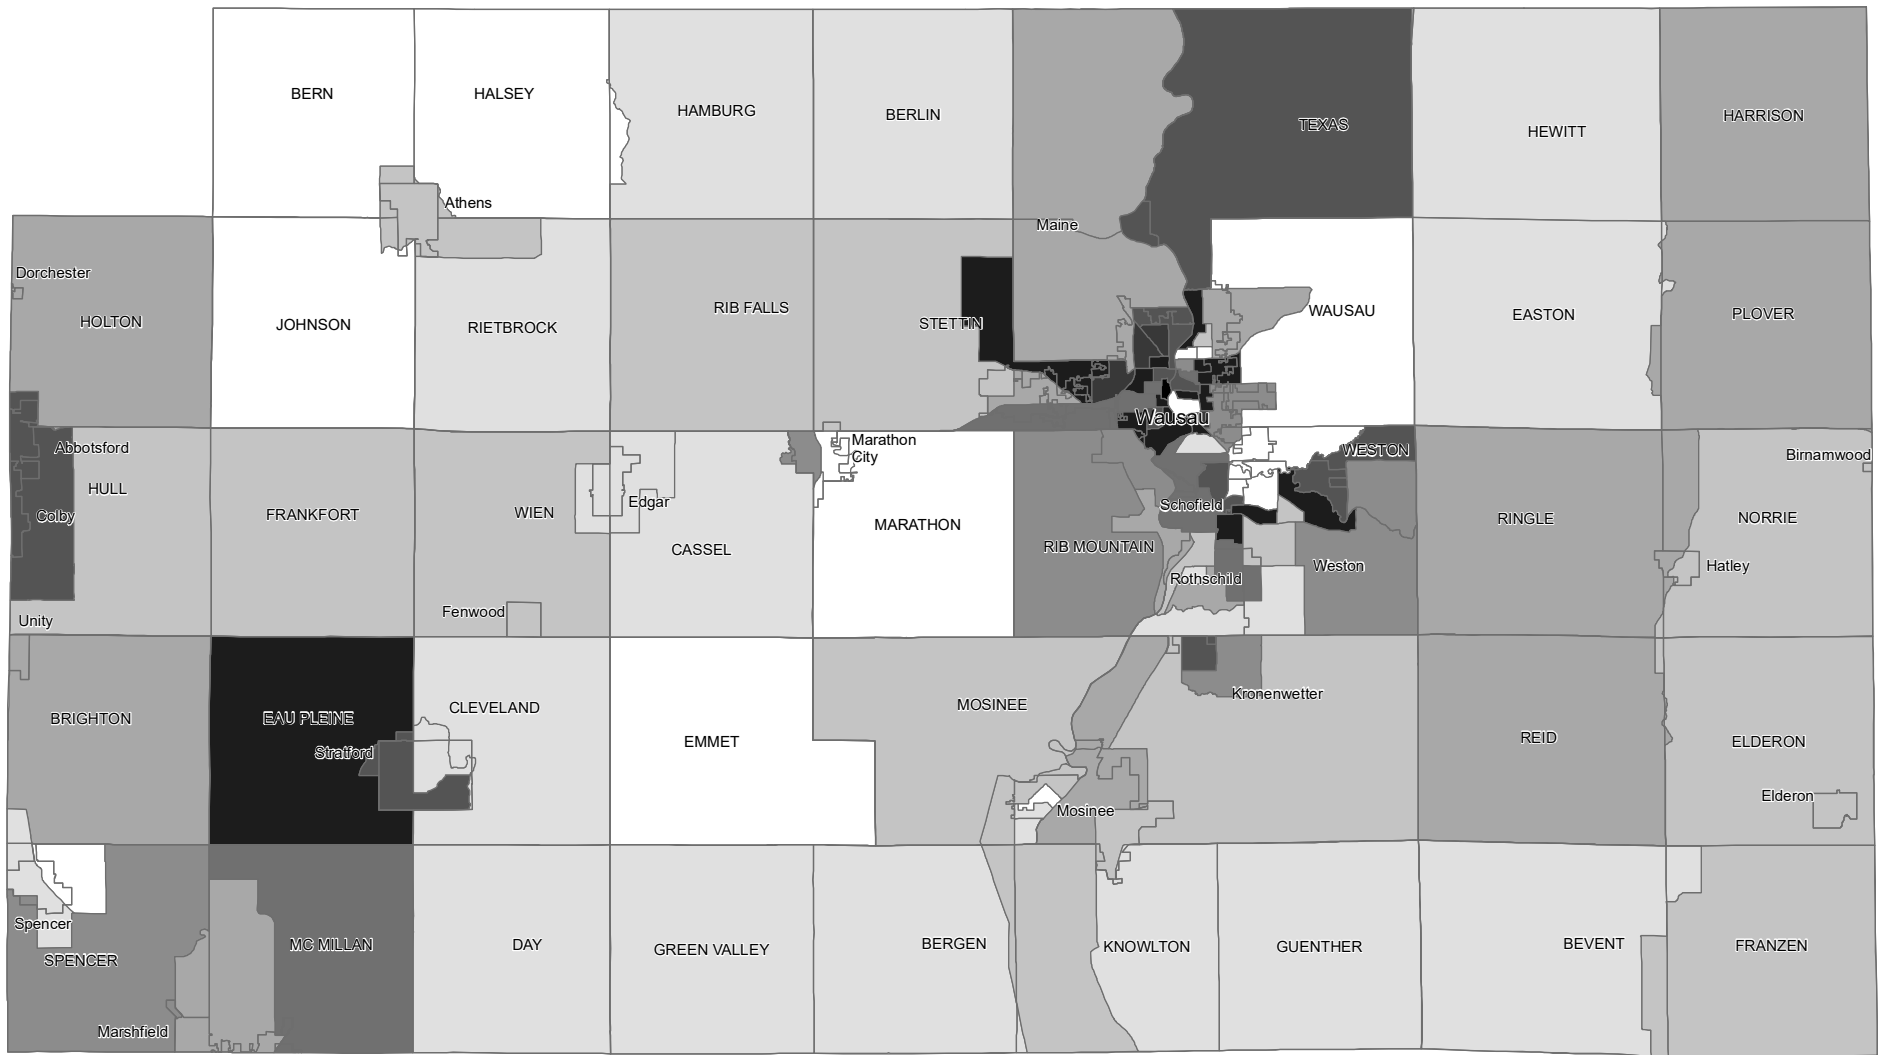 BERN
HALSEY
HAMBURG
BERLIN
TEXAS
HEWITT
HARRISON
Athens
Maine
Dorchester
HOLTON
JOHNSON
RIETBROCK
RIB FALLS
STETTIN
WAUSAU
EASTON
PLOVER
Wausau
Abbotsford
HULL
Colby
Unity
FRANKFORT
WIEN
Fenwood
Edgar
CASSEL
Marathon
City
MARATHON
RIB MOUNTAIN
Schofield
Rothschild
WESTON
Weston
RINGLE
Birnamwood
NORRIE
Hatley
BRIGHTON
EAU PLEINE
Stratford
CLEVELAND
EMMET
MOSINEE
Mosinee
Kronenwetter
REID
ELDERON
Elderon
Spencer
SPENCER
Marshfield
MC MILLAN
DAY
GREEN VALLEY
BERGEN
KNOWLTON
GUENTHER
BEVENT
FRANZEN